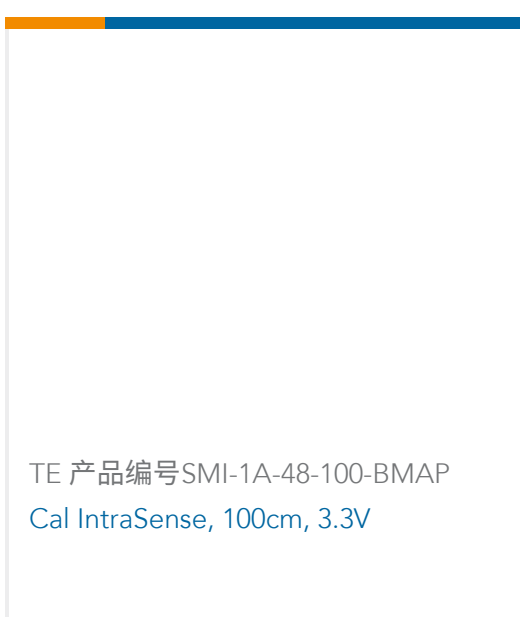 TE 产品编号SMI-1A-48-100-BMAP
Cal IntraSense, 100cm, 3.3V